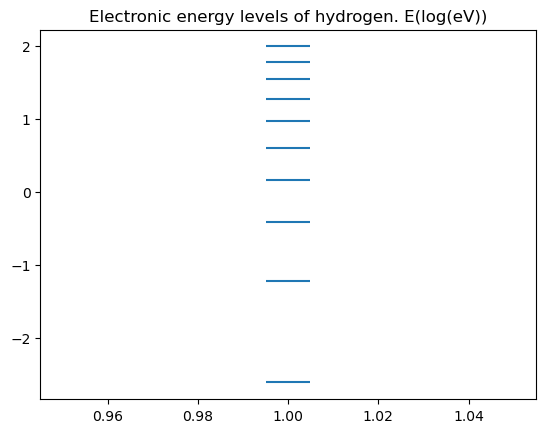 Electronic energy levels of hydrogen. E(log(eV))
2
1
0
−1
−2
0.96 0.98 1.00 1.02 1.04